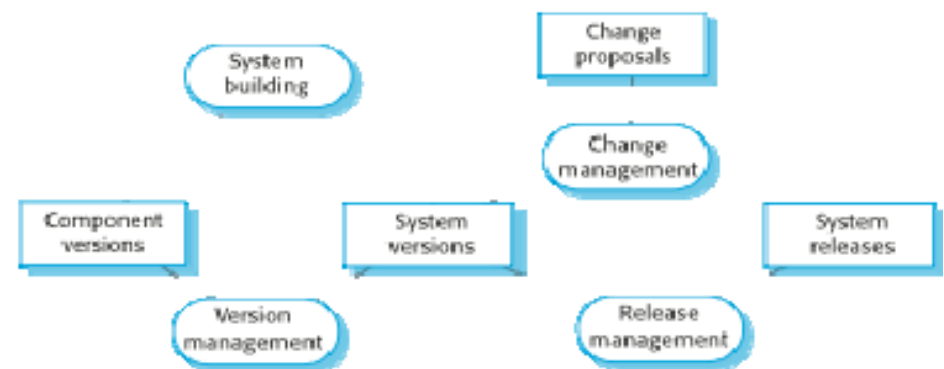 System
building
Change
proposals
Change
management
Component
versions
System
versions
System
releases
Version
management
Release
management